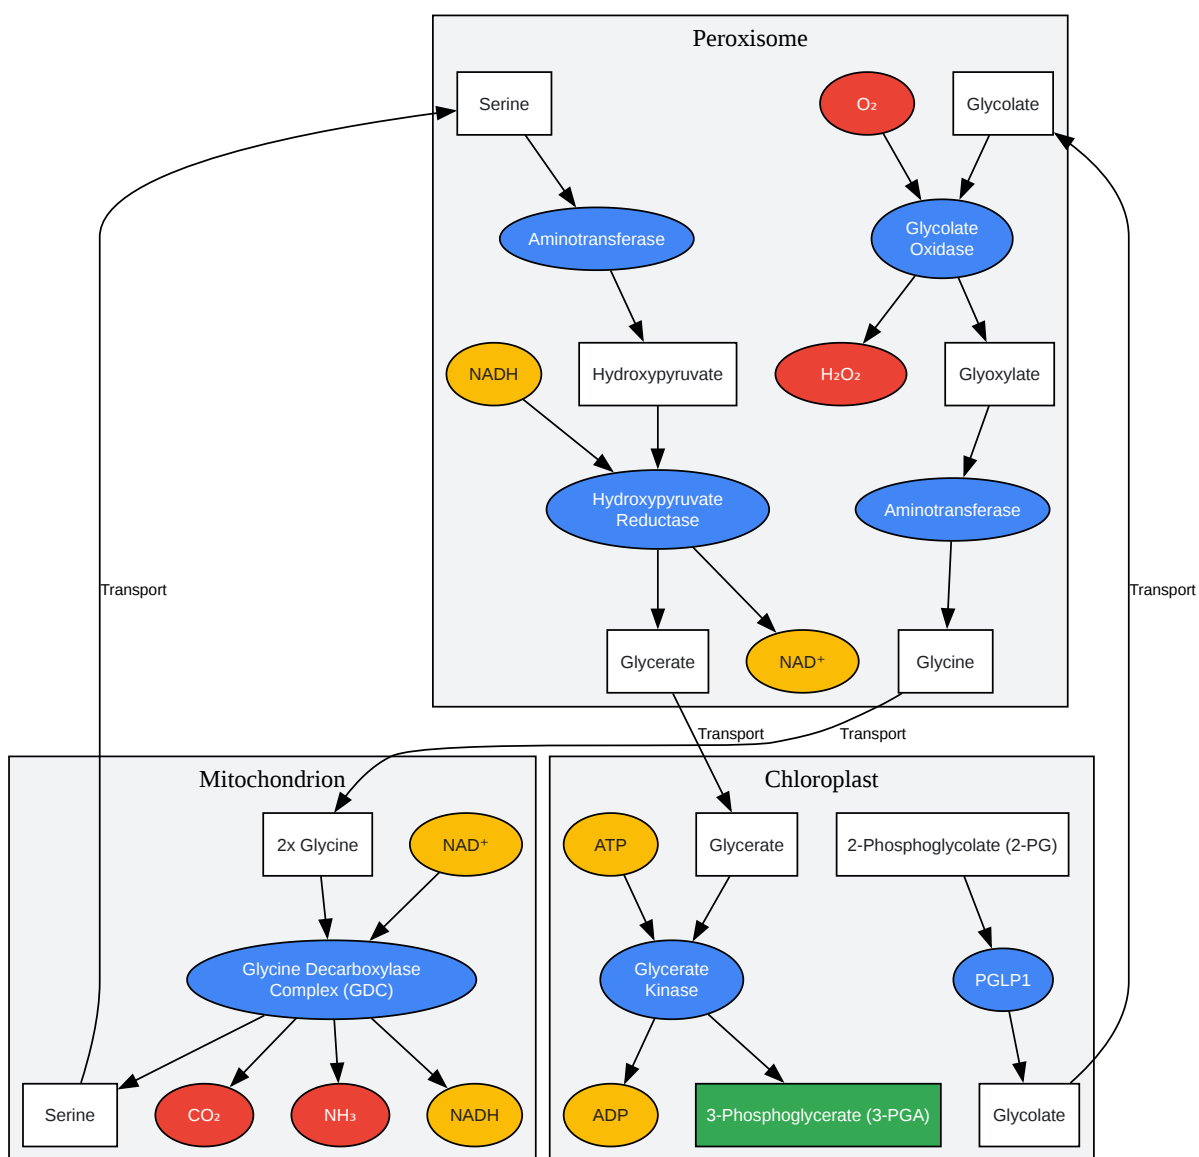 Peroxisome
Serine
O₂
Glycolate
Aminotransferase
Glycolate
Oxidase
NADH
Hydroxypyruvate
H₂O₂
Glyoxylate
Hydroxypyruvate
Reductase
Aminotransferase
Transport
Transport
Glycerate
NAD⁺
Glycine
Transport
Transport
Mitochondrion
Chloroplast
2x Glycine
NAD⁺
ATP
Glycerate
2-Phosphoglycolate (2-PG)
Glycine Decarboxylase
Complex (GDC)
Glycerate
Kinase
PGLP1
Serine
CO₂
NH₃
NADH
ADP
3-Phosphoglycerate (3-PGA)
Glycolate